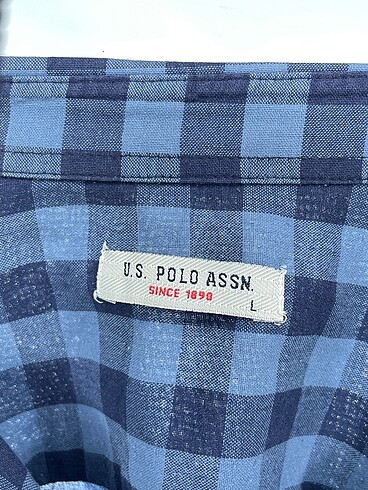 U.S. POLO ASSN.
SINCE 1890
L